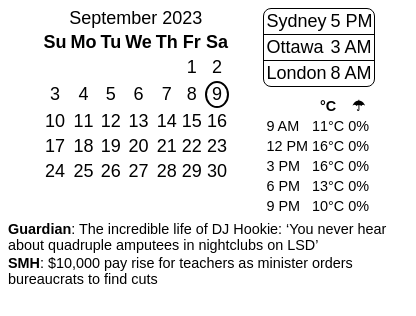 September 2023
Su Mo Tu We Th Fr Sa
1 2
3 4 5 6 7 8 9
10 11 12 13 14 15 16
17 18 19 20 21 22 23
24 25 26 27 28 29 30
Sydney 5 PM
Ottawa 3 AM
London 8 AM
°C ☂
9 AM 11°C 0%
12 PM 16°C 0%
3 PM 16°C 0%
6 PM 13°C 0%
9 PM 10°C 0%
Guardian: The incredible life of DJ Hookie: ‘You never hear
about quadruple amputees in nightclubs on LSD’
SMH: $10,000 pay rise for teachers as minister orders
bureaucrats to find cuts